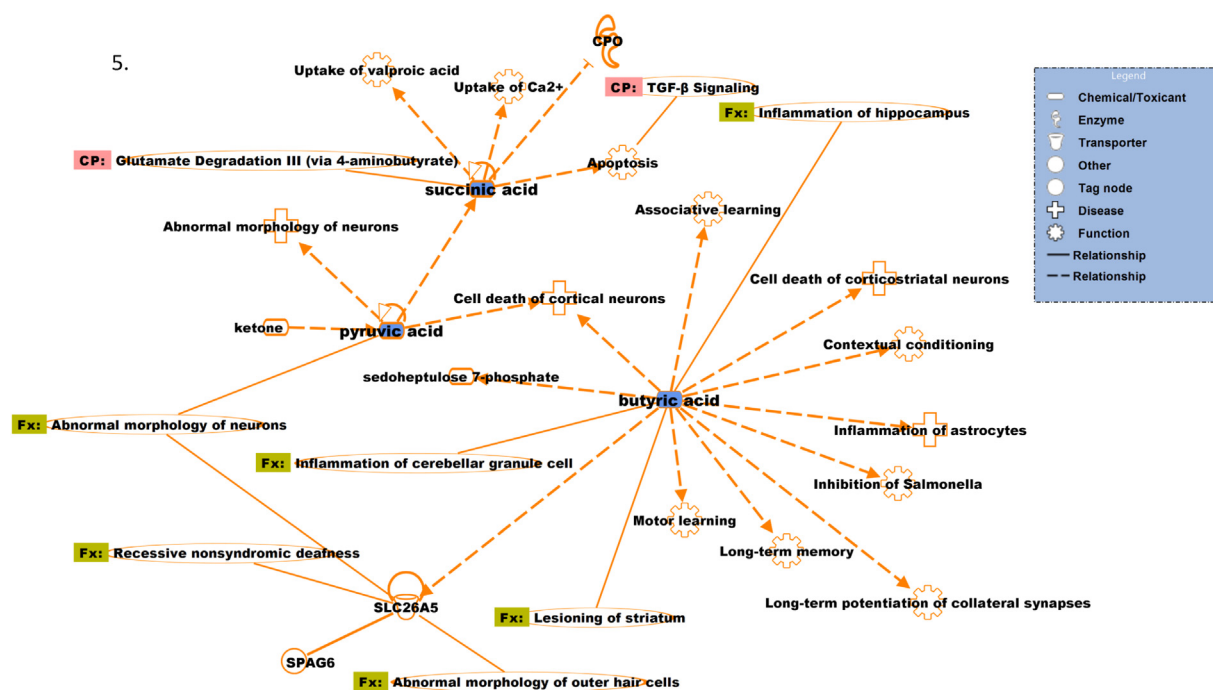 5.
CPO
Uptake of valproic acid
Uptake of Ca2+
CP: TGF-β Signaling
Fx: Inflammation of hippocampus
CP: Glutamate Degradation III (via 4-aminobutyrate)
Apoptosis
succinic acid
Associative learning
Abnormal morphology of neurons
Cell death of corticostriatal neurons
Cell death of cortical neurons
ketone
pyruvic acid
Contextual conditioning
sedoheptulose 7-phosphate
butyric acid
Fx: Abnormal morphology of neurons
Inflammation of astrocytes
Fx: Inflammation of cerebellar granule cell
Inhibition of Salmonella
Motor learning
Long-term memory
Fx: Recessive nonsyndromic deafness
Long-term potentiation of collateral synapses
SLC26A5
Fx: Lesioning of striatum
SPAG6
Fx: Abnormal morphology of outer hair cells
Legend
Chemical/Toxicant
Enzyme
Transporter
Other
Tag node
Disease
Function
Relationship
Relationship